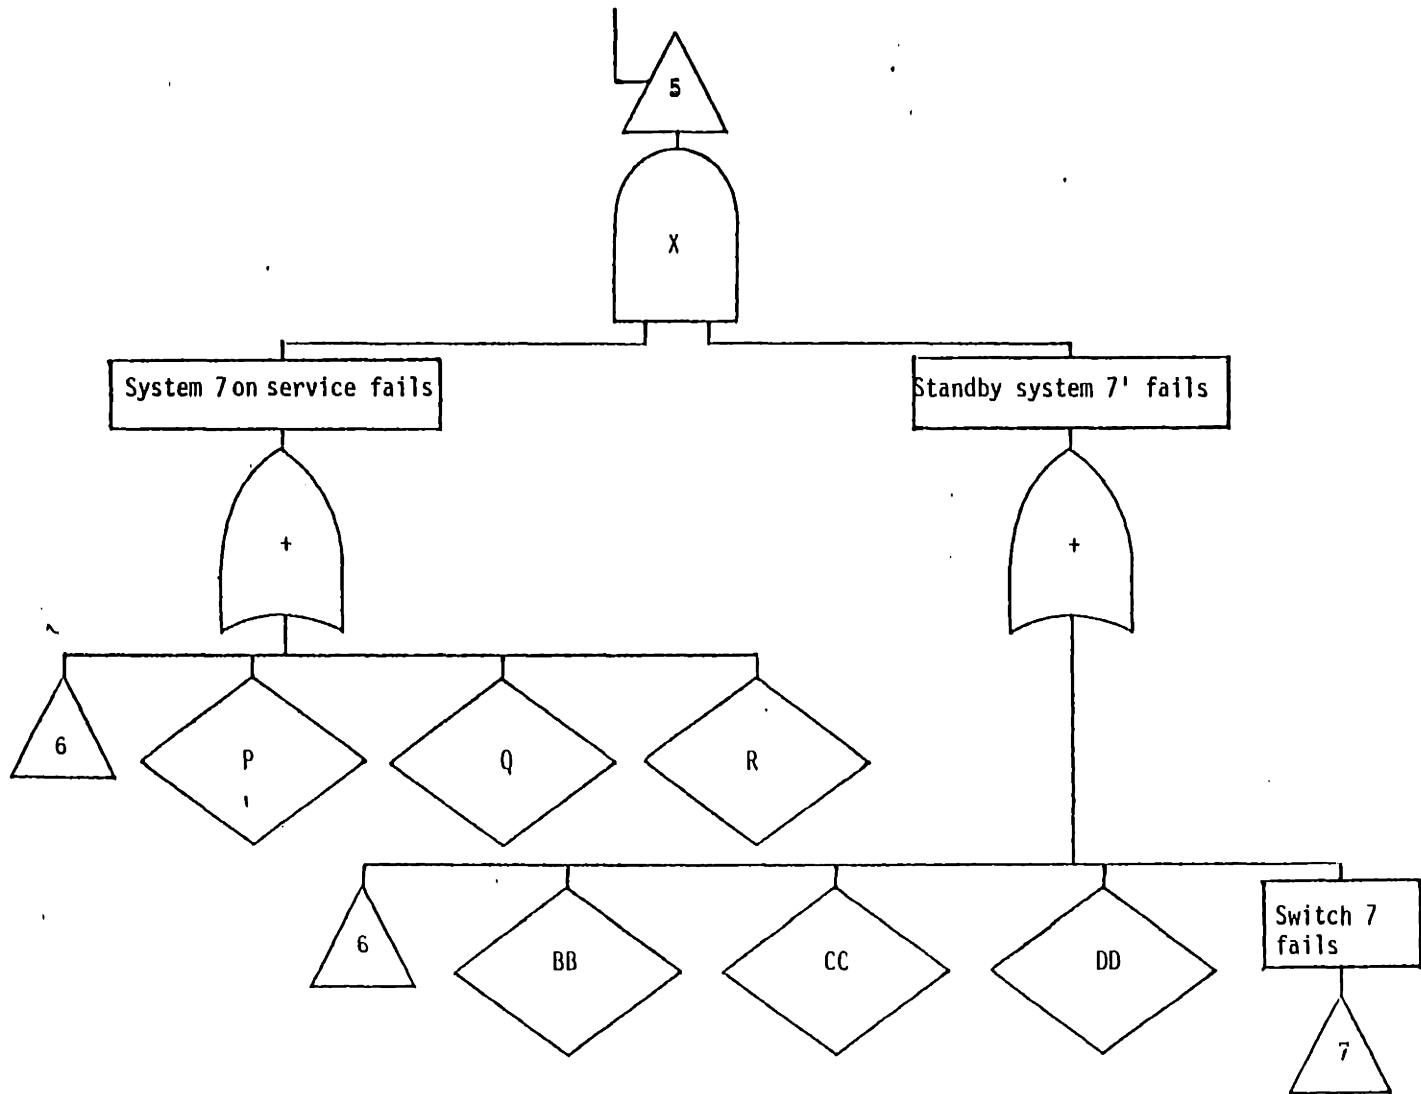 5
X
System 7 on service fails
Standby system 7' fails
+
+
6
P
Q
R
6
BB
CC
DD
Switch 7
fails
7